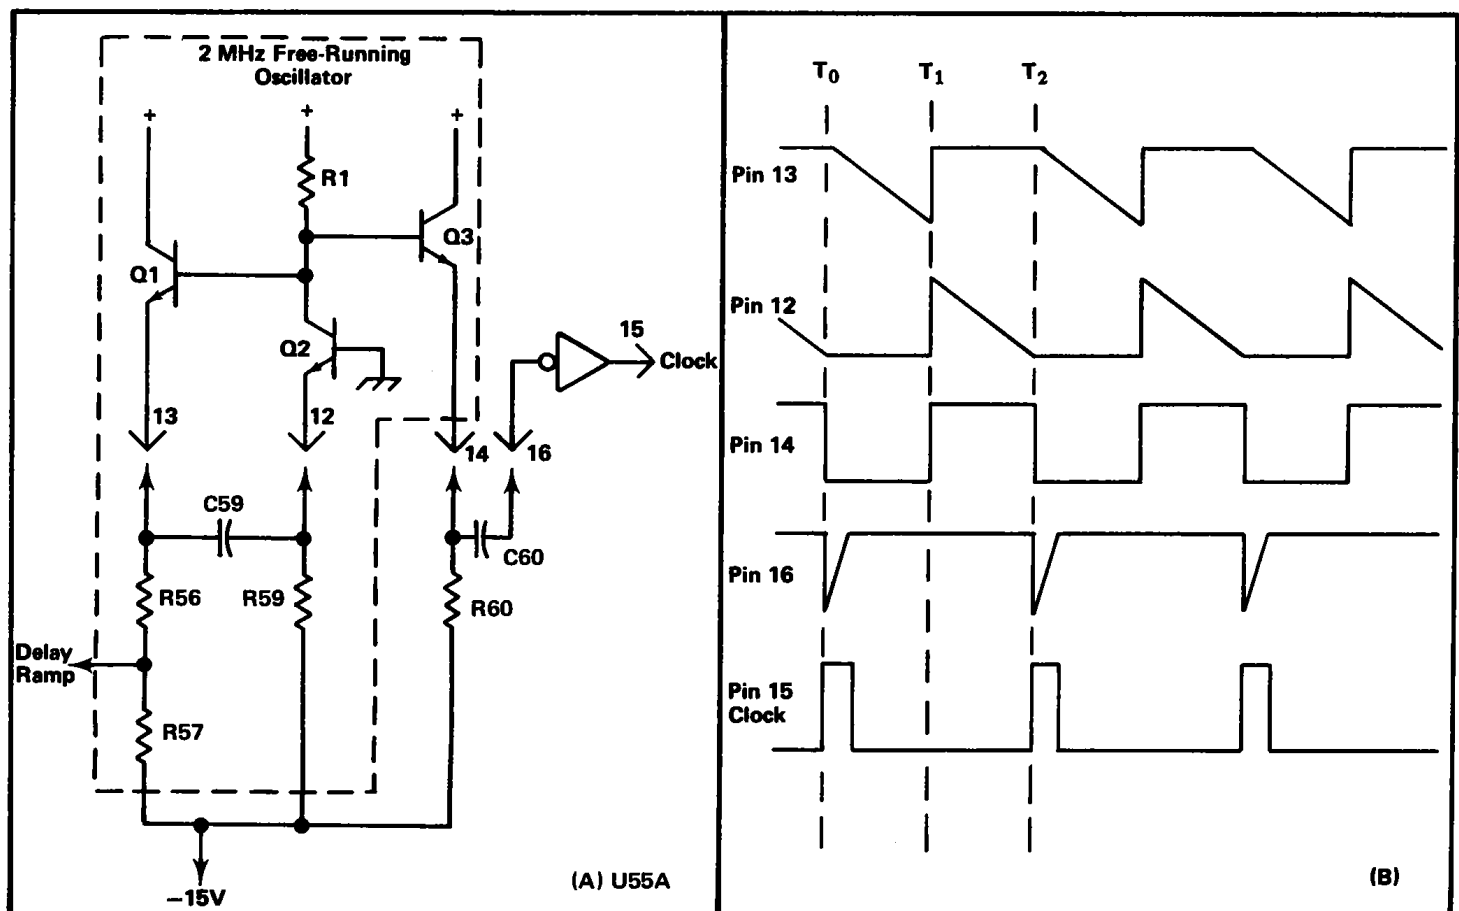 2 MHz Free-Running
Oscillator
+
+
+
R1
Q3
Q1
Q2
15
Clock
13
12
14
16
C59
C60
R56
R59
R60
Delay
Ramp
R57
–15V
(A) U55A
T0
T1
T2
Pin 13
Pin 12
Pin 14
Pin 16
Pin 15
Clock
(B)